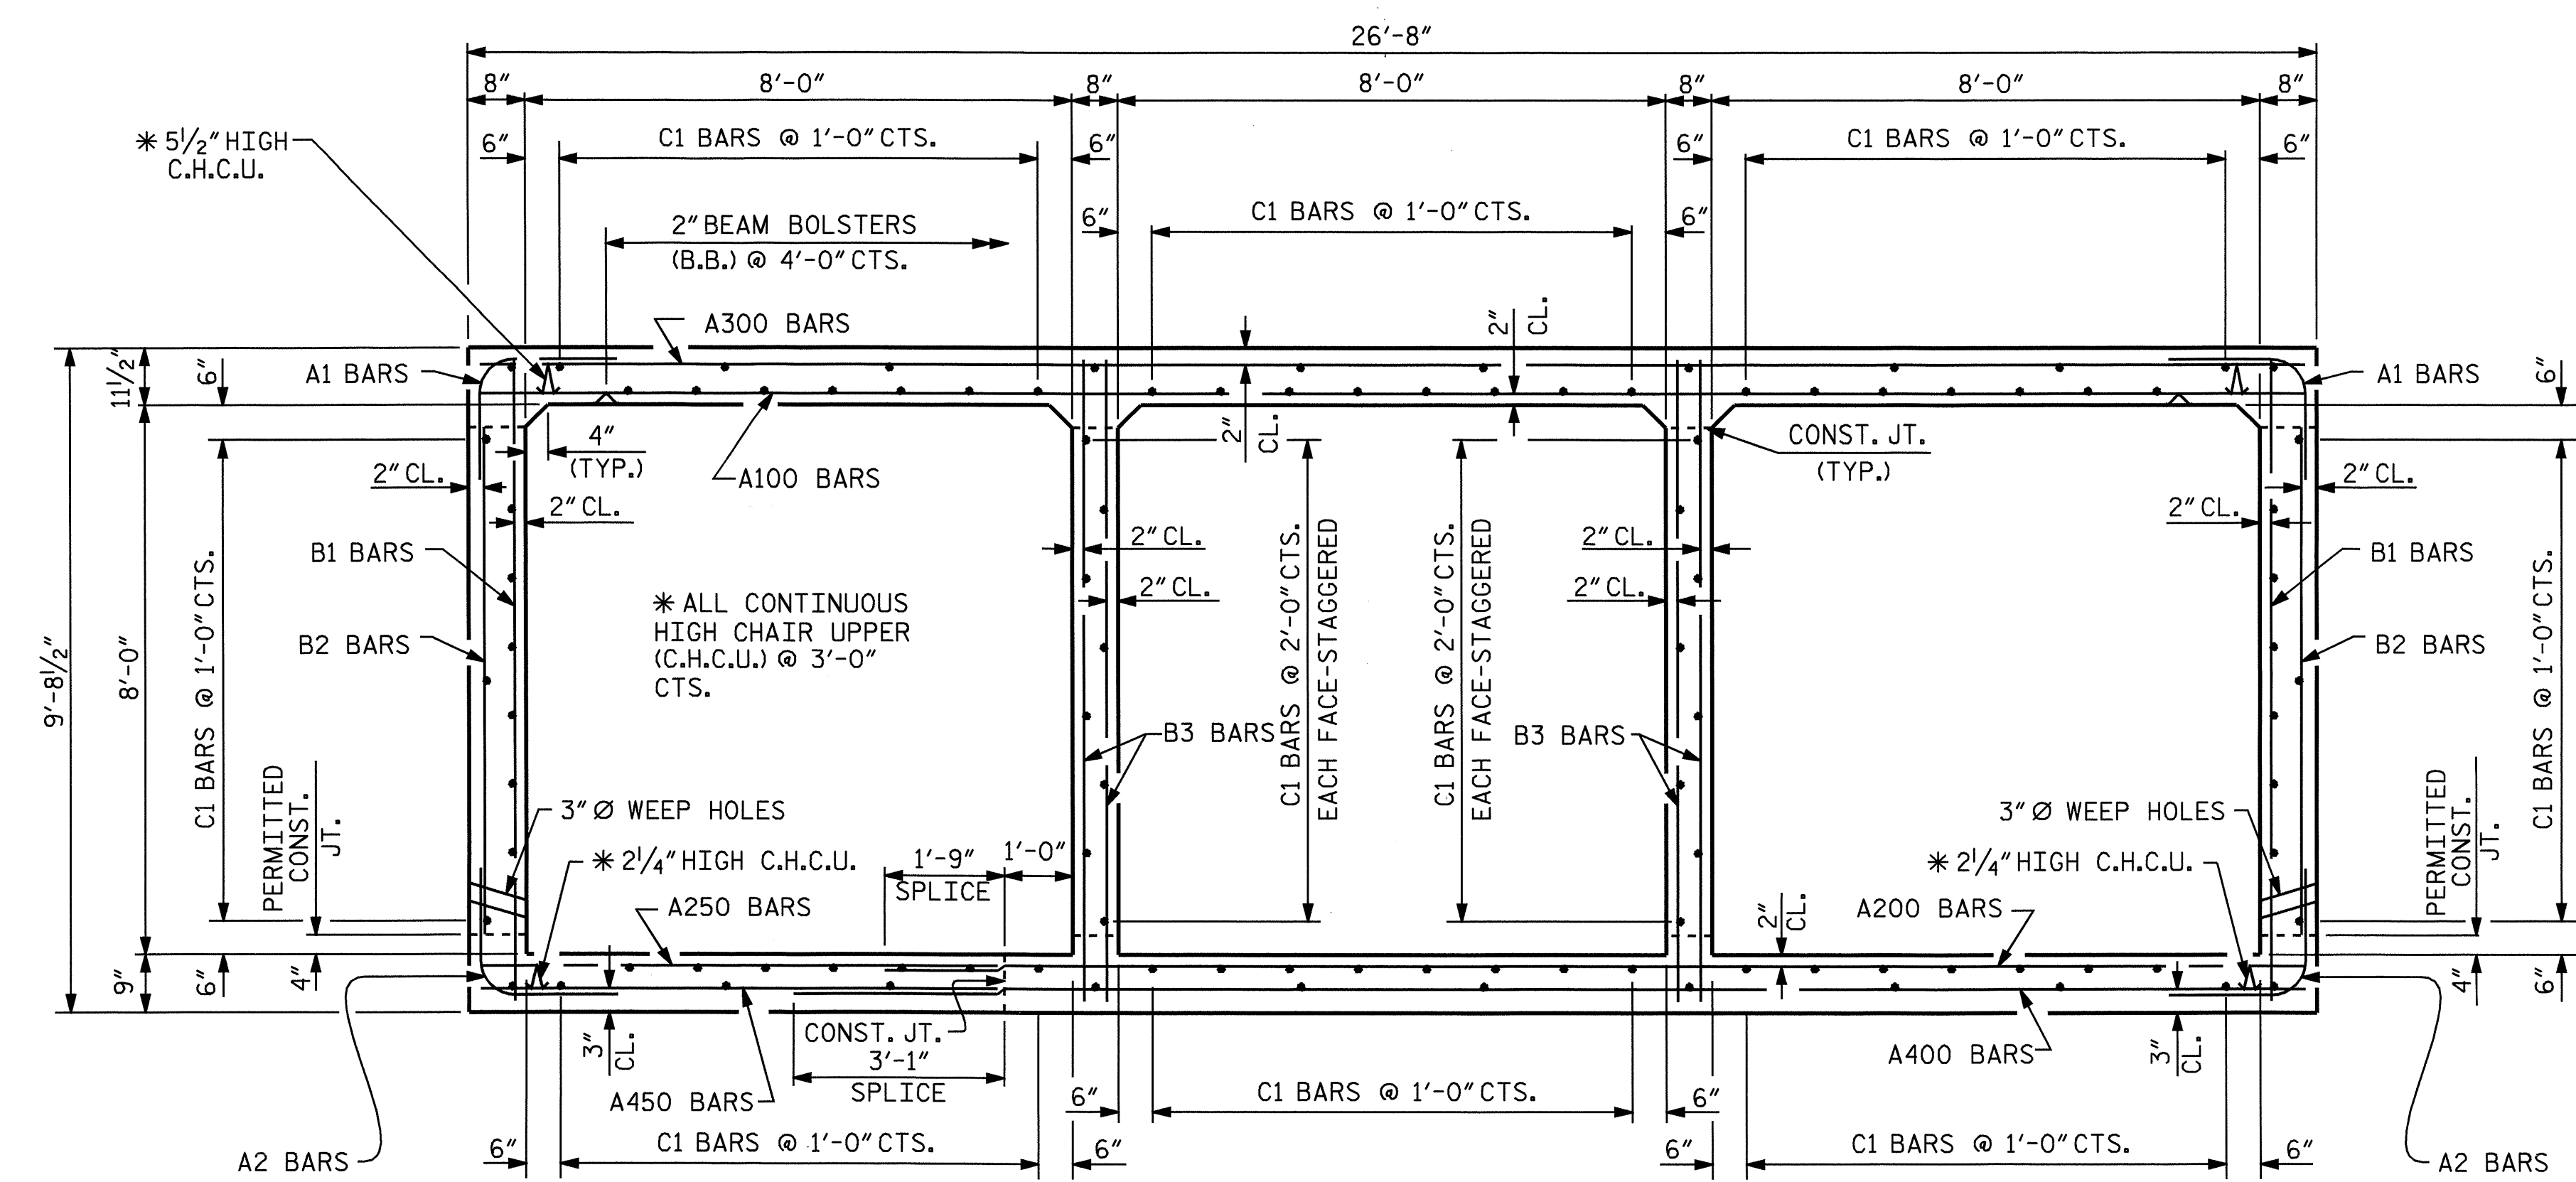 26'-8"
8" 8'-0" 8" 8'-0" 8" 8'-0" 8"
✳ 5 1/2" HIGH
C.H.C.U.
6" C1 BARS @ 1'-0" CTS. 6"
6" C1 BARS @ 1'-0" CTS. 6"
6" C1 BARS @ 1'-0" CTS. 6"
2" BEAM BOLSTERS
(B.B.) @ 4'-0" CTS.
A300 BARS
2" CL.
A1 BARS
A1 BARS
11 1/2"
6"
6"
2" CL.
4"
(TYP.)
A100 BARS
CONST. JT.
(TYP.)
2" CL.
2" CL.
2" CL.
2" CL.
B1 BARS
B2 BARS
2" CL.
2" CL.
2" CL.
2" CL.
B1 BARS
B2 BARS
✳ ALL CONTINUOUS
HIGH CHAIR UPPER
(C.H.C.U.) @ 3'-0"
CTS.
C1 BARS @ 2'-0" CTS.
EACH FACE-STAGGERED
C1 BARS @ 2'-0" CTS.
EACH FACE-STAGGERED
9'-8 1/2"
8'-0"
C1 BARS @ 1'-0" CTS.
C1 BARS @ 1'-0" CTS.
B3 BARS
B3 BARS
PERMITTED
CONST.
JT.
PERMITTED
CONST.
JT.
3" Ø WEEP HOLES
3" Ø WEEP HOLES
✳ 2 1/4" HIGH C.H.C.U.
✳ 2 1/4" HIGH C.H.C.U.
1'-9"
SPLICE
1'-0"
A250 BARS
A200 BARS
2"
CL.
9"
6"
4"
4"
6"
CONST. JT.
3'-1"
SPLICE
3"
CL.
3"
CL.
A450 BARS
A400 BARS
6" C1 BARS @ 1'-0" CTS. 6"
6" C1 BARS @ 1'-0" CTS. 6"
6" C1 BARS @ 1'-0" CTS. 6"
A2 BARS
A2 BARS